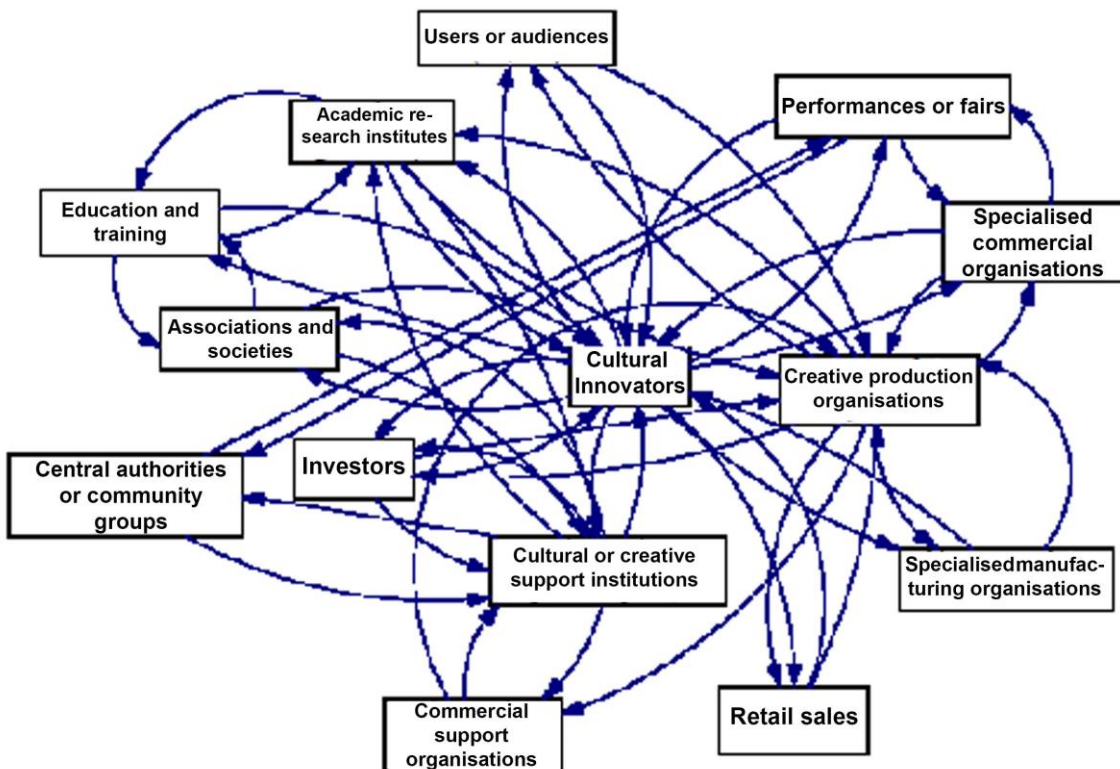 Users or audiences
Performances or fairs
Academic re-
search institutes
Education and
training
Specialised
commercial
organisations
Associations and
societies
Cultural
Innovators
Creative production
organisations
Investors
Central authorities
or community
groups
Cultural or creative
support institutions
Specialisedmanufac-
turing organisations
Commercial
support
organisations
Retail sales